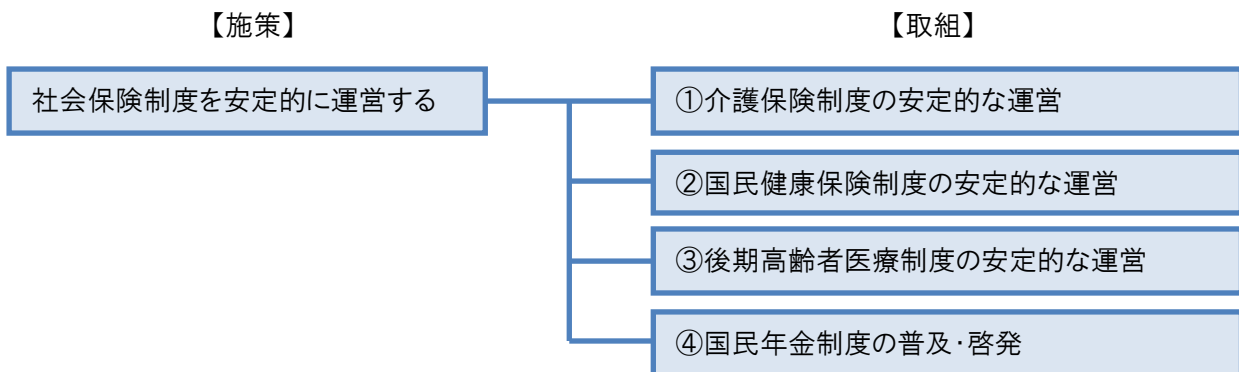 【施策】
【取組】
社会保険制度を安定的に運営する
①介護保険制度の安定的な運営
②国民健康保険制度の安定的な運営
③後期高齢者医療制度の安定的な運営
④国民年金制度の普及・啓発